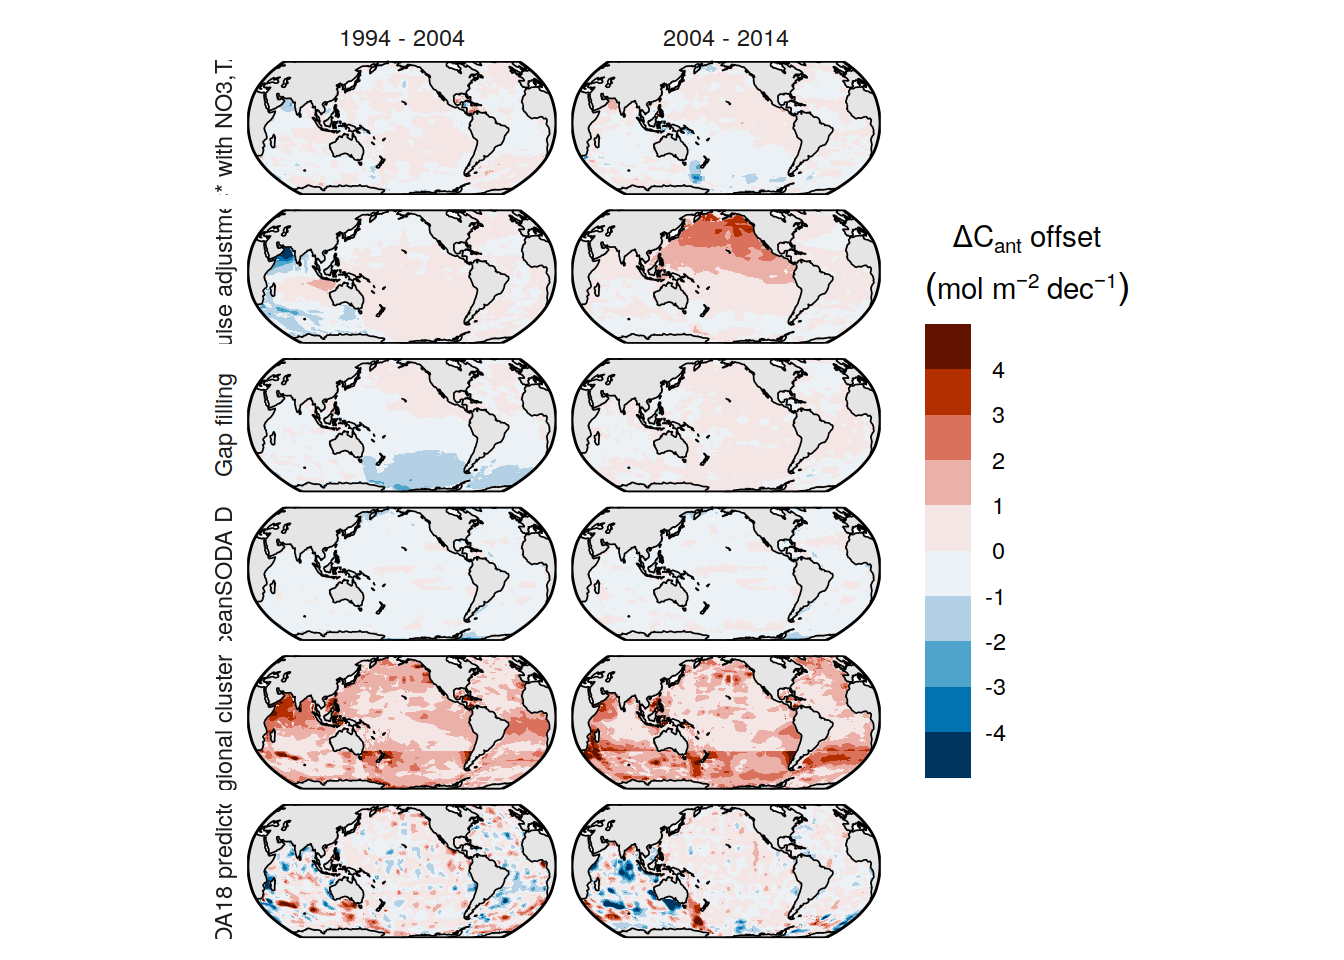 1994 - 2004
2004 - 2014
* with NO3, T.
uise adjustme
Gap filling
ceanSODA D
gional cluster
DA18 predicto
ΔCant offset
(mol m−2 dec−1)
4
3
2
1
0
-1
-2
-3
-4